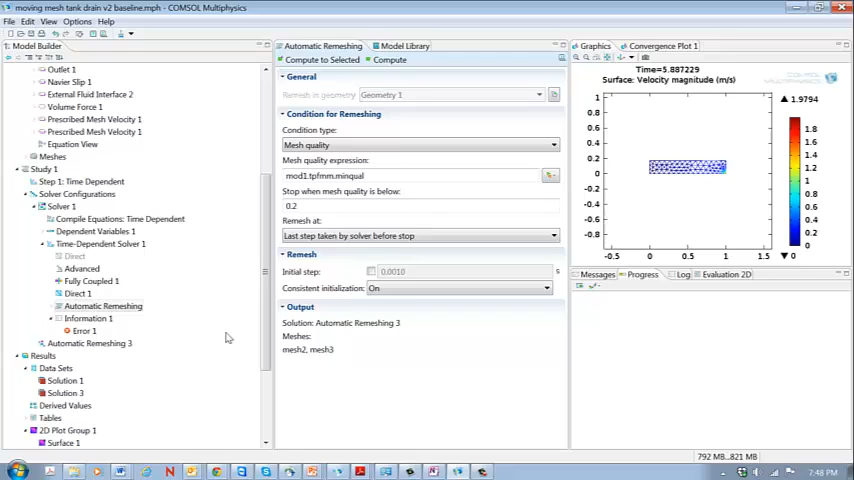 moving mesh tank drain v2 baseline.mph - COMSOL Multiphysics
File Edit View Options Help
Model Builder
Outlet 1
Navier Slip 1
External Fluid Interface 2
Volume Force 1
Prescribed Mesh Velocity 1
Prescribed Mesh Velocity 1
Equation View
Meshes
Study 1
Step 1: Time Dependent
Solver Configurations
Solver 1
Compile Equations: Time Dependent
Dependent Variables 1
Time-Dependent Solver 1
Direct
Advanced
Fully Coupled 1
Direct 1
Automatic Remeshing
Information 1
Error 1
Automatic Remeshing 3
Results
Data Sets
Solution 1
Solution 3
Derived Values
Tables
2D Plot Group 1
Surface 1
Automatic Remeshing Model Library
Compute to Selected Compute
General
Remesh in geometry: Geometry 1
Condition for Remeshing
Condition type:
Mesh quality
Mesh quality expression:
mod1.tpfmm.minqual
Stop when mesh quality is below:
0.2
Remesh at:
Last step taken by solver before stop
Remesh
Initial step: 0.0010 s
Consistent initialization: On
Output
Solution: Automatic Remeshing 3
Meshes:
mesh2, mesh3
Graphics Convergence Plot 1
Time=5.887229
Surface: Velocity magnitude (m/s)
COMSOL
MULTIPHYSICS
1
0.8
0.6
0.4
0.2
0
-0.2
-0.4
-0.6
-0.8
-0.5 0 0.5 1 1.5
▲ 1.9794
1.8
1.6
1.4
1.2
1
0.8
0.6
0.4
0.2
0
▼ 0
Messages Progress Log Evaluation 2D
792 MB...821 MB
7:48 PM